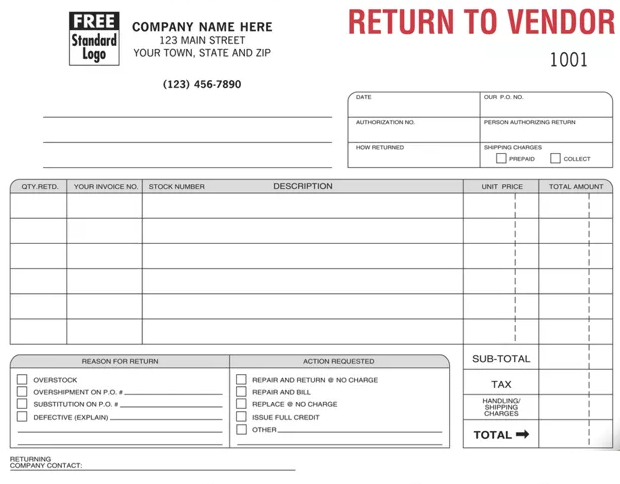 FREE
Standard
Logo
COMPANY NAME HERE
123 MAIN STREET
YOUR TOWN, STATE AND ZIP
(123) 456-7890
RETURN TO VENDOR
1001
DATE OUR P.O. NO.
AUTHORIZATION NO. PERSON AUTHORIZING RETURN
HOW RETURNED SHIPPING CHARGES
PREPAID COLLECT
QTY.RETD. YOUR INVOICE NO. STOCK NUMBER DESCRIPTION UNIT PRICE TOTAL AMOUNT
REASON FOR RETURN ACTION REQUESTED
OVERSTOCK
OVERSHIPMENT ON P.O. #
SUBSTITUTION ON P.O. #
DEFECTIVE (EXPLAIN)
REPAIR AND RETURN @ NO CHARGE
REPAIR AND BILL
REPLACE @ NO CHARGE
ISSUE FULL CREDIT
OTHER
SUB-TOTAL
TAX
HANDLING/
SHIPPING
CHARGES
TOTAL ➡
RETURNING
COMPANY CONTACT: